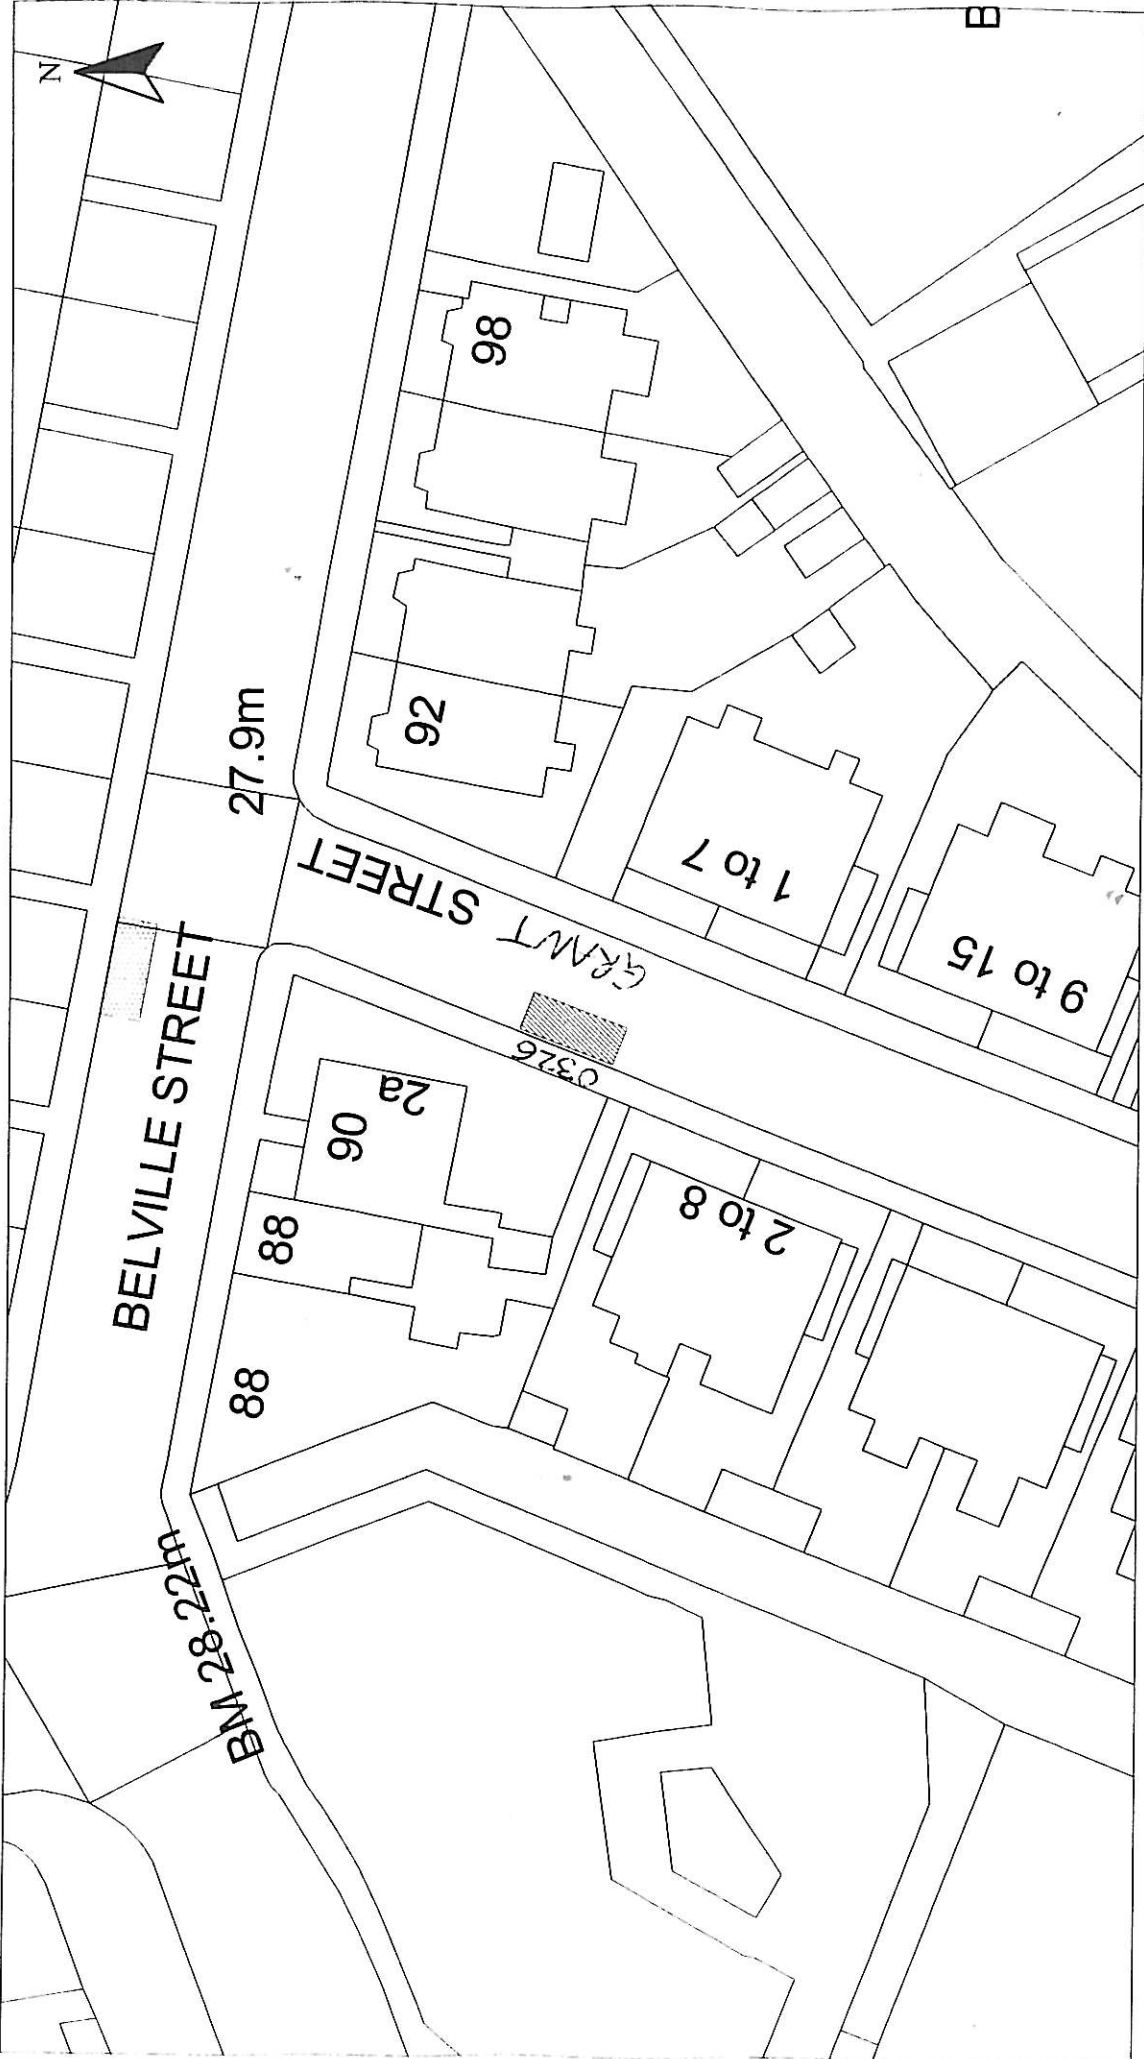 N
BM 28.22m
BELVILLE STREET
27.9m
88
88
90
2a
92
98
GRANT STREET
0326
2 to 8
1 to 7
9 to 15
B